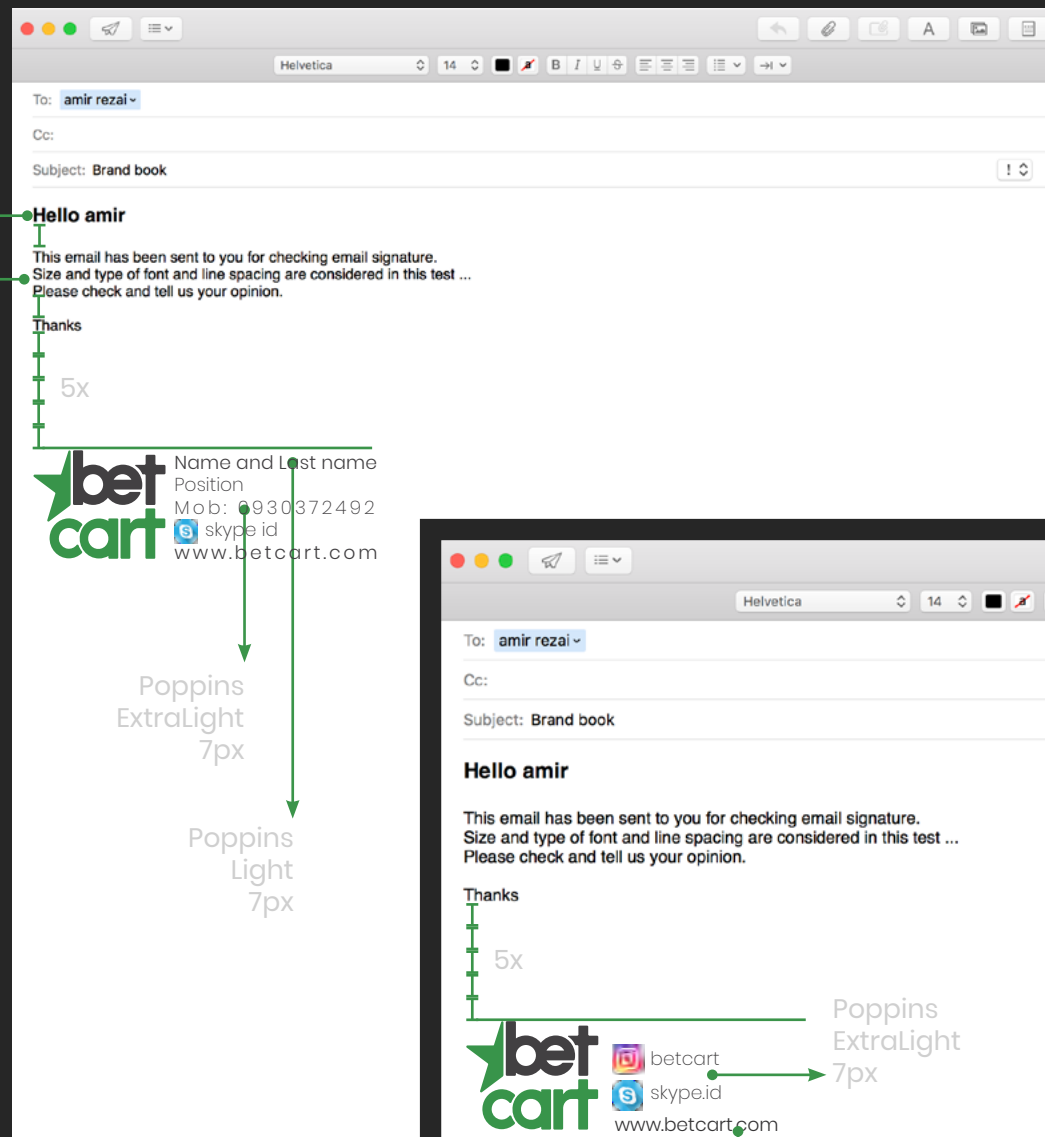 Helvetica 14 a B I U S
A
To: amir rezai
Cc:
Subject: Brand book
!
Hello amir
This email has been sent to you for checking email signature.
Size and type of font and line spacing are considered in this test ...
Please check and tell us your opinion.
Thanks
5x
bet
cart
Name and Last name
Position
Mob: 0930372492
S skype id
www.betcart.com
Poppins
ExtraLight
7px
Poppins
Light
7px
Helvetica 14 a
To: amir rezai
Cc:
Subject: Brand book
Hello amir
This email has been sent to you for checking email signature.
Size and type of font and line spacing are considered in this test ...
Please check and tell us your opinion.
Thanks
5x
bet
cart
betcart
S skype.id
www.betcart.com
Poppins
ExtraLight
7px